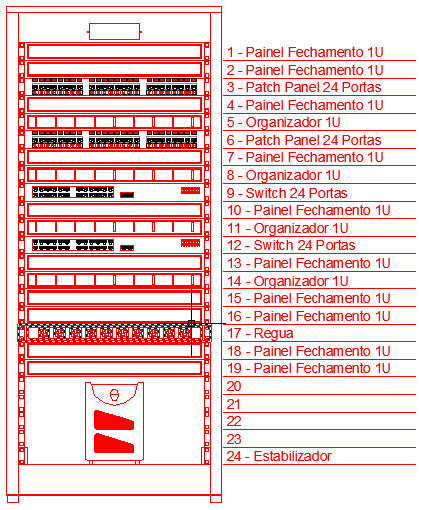 1 - Painel Fechamento 1U
2 - Painel Fechamento 1U
3 - Patch Panel 24 Portas
4 - Painel Fechamento 1U
5 - Organizador 1U
6 - Patch Panel 24 Portas
7 - Painel Fechamento 1U
8 - Organizador 1U
9 - Switch 24 Portas
10 - Painel Fechamento 1U
11 - Organizador 1U
12 - Switch 24 Portas
13 - Painel Fechamento 1U
14 - Organizador 1U
15 - Painel Fechamento 1U
16 - Painel Fechamento 1U
17 - Regua
18 - Painel Fechamento 1U
19 - Painel Fechamento 1U
20
21
22
23
24 - Estabilizador